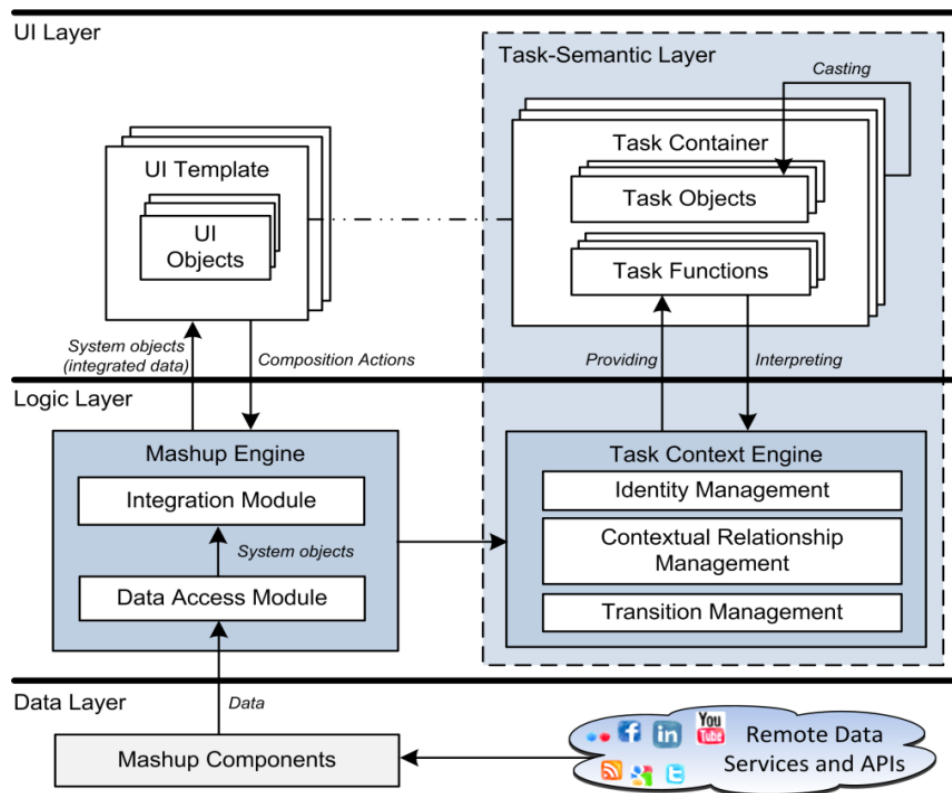 UI Layer
Task-Semantic Layer
Casting
Task Container
UI Template
Task Objects
UI
Objects
Task Functions
System objects
(integrated data)
Composition Actions
Providing
Interpreting
Logic Layer
Mashup Engine
Task Context Engine
Integration Module
Identity Management
System objects
Contextual Relationship
Management
Data Access Module
Transition Management
Data Layer
Data
You
Tube
f
in
Remote Data
Services and APIs
Mashup Components
t